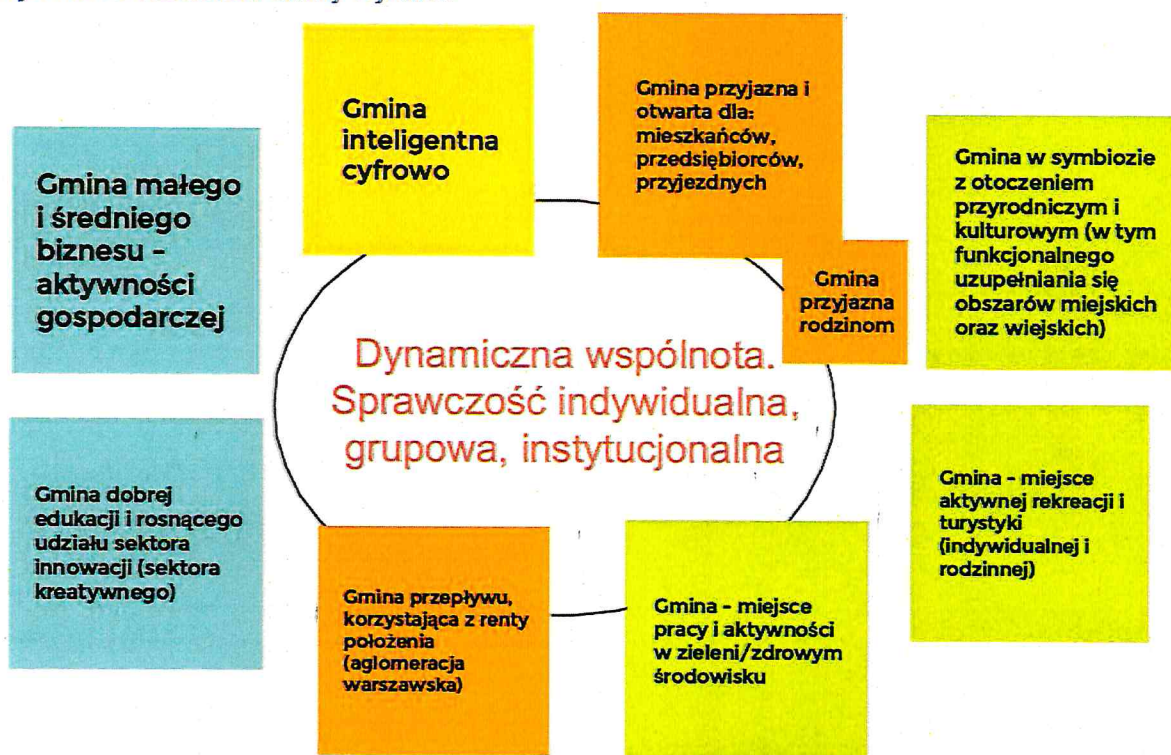 Gmina
inteligentna
cyfrowo
Gmina przyjazna i
otwarta dla:
mieszkańców,
przedsiębiorców,
przyjezdnych
Gmina małego
i średniego
biznesu -
aktywności
gospodarczej
Gmina w symbiozie
z otoczeniem
przyrodniczym i
kulturowym (w tym
funkcjonalnego
uzupełniania się
obszarów miejskich
oraz wiejskich)
Gmina
przyjazna
rodzinom
Dynamiczna wspólnota.
Sprawczość indywidualna,
grupowa, instytucjonalna
Gmina dobrej
edukacji i rosnącego
udziału sektora
innowacji (sektora
kreatywnego)
Gmina przepływu,
korzystająca z renty
położenia
(aglomeracja
warszawska)
Gmina - miejsce
pracy i aktywności
w zieleni/zdrowym
środowisku
Gmina - miejsce
aktywnej rekreacji i
turystyki
(indywidualnej i
rodzinnej)